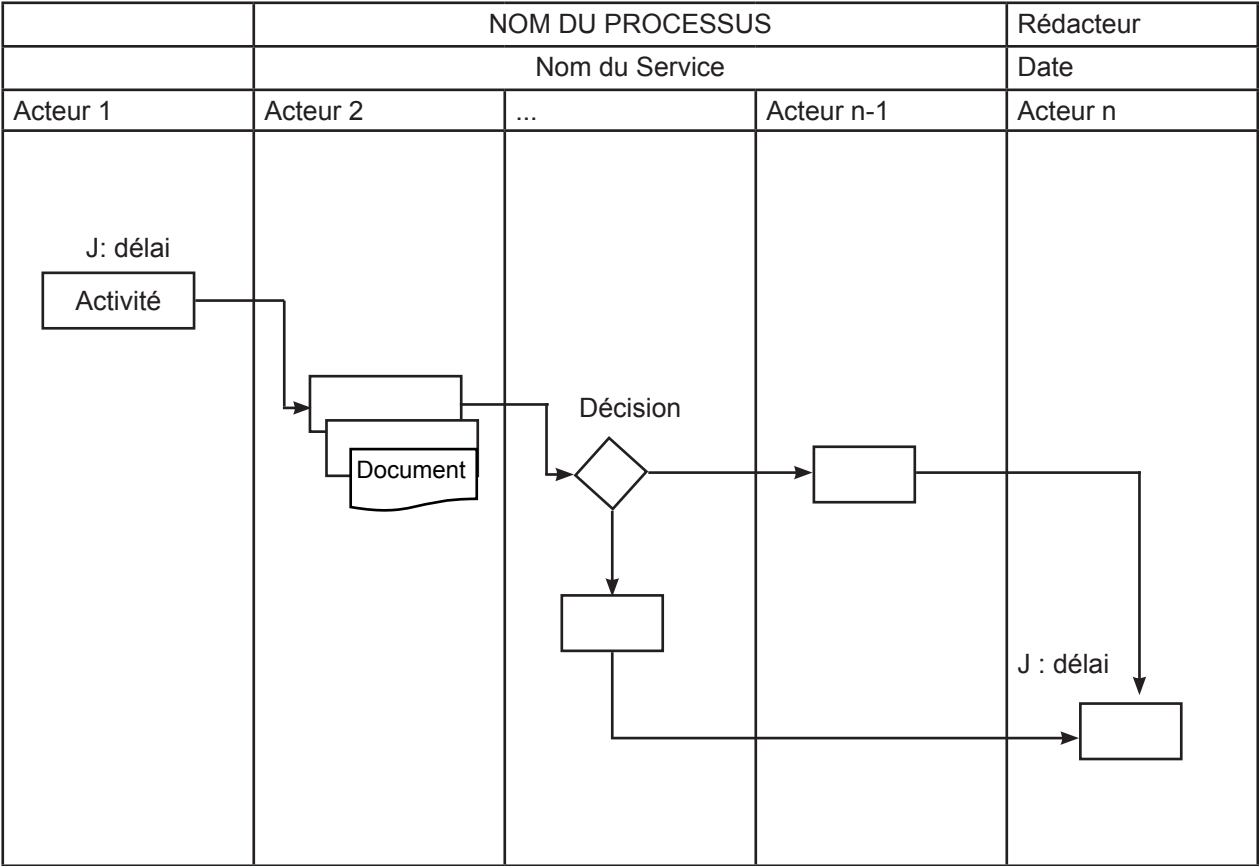 NOM DU PROCESSUS
Rédacteur
Nom du Service
Date
Acteur 1
Acteur 2
...
Acteur n-1
Acteur n
J: délai
Activité
Décision
Document
J : délai